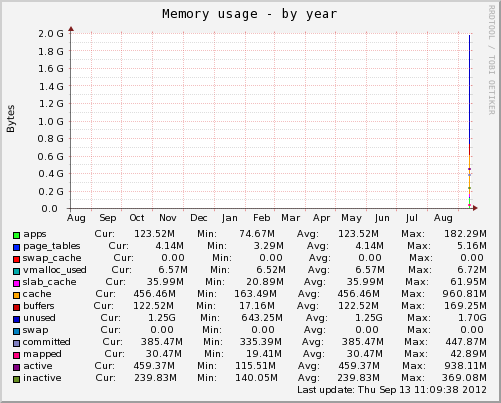 Memory usage - by year
RRDTOOL / TOBI OETIKER
Bytes
2.0 G
1.8 G
1.6 G
1.4 G
1.2 G
1.0 G
0.8 G
0.6 G
0.4 G
0.2 G
0.0
Aug Sep Oct Nov Dec Jan Feb Mar Apr May Jun Jul Aug
apps Cur: 123.52M Min: 74.67M Avg: 123.52M Max: 182.29M
page_tables Cur: 4.14M Min: 3.29M Avg: 4.14M Max: 5.16M
swap_cache Cur: 0.00 Min: 0.00 Avg: 0.00 Max: 0.00
vmalloc_used Cur: 6.57M Min: 6.52M Avg: 6.57M Max: 6.72M
slab_cache Cur: 35.99M Min: 20.89M Avg: 35.99M Max: 61.95M
cache Cur: 456.46M Min: 163.49M Avg: 456.46M Max: 960.81M
buffers Cur: 122.52M Min: 17.16M Avg: 122.52M Max: 169.25M
unused Cur: 1.25G Min: 643.25M Avg: 1.25G Max: 1.70G
swap Cur: 0.00 Min: 0.00 Avg: 0.00 Max: 0.00
committed Cur: 385.47M Min: 335.39M Avg: 385.47M Max: 447.87M
mapped Cur: 30.47M Min: 19.41M Avg: 30.47M Max: 42.89M
active Cur: 459.37M Min: 115.51M Avg: 459.37M Max: 938.11M
inactive Cur: 239.83M Min: 140.05M Avg: 239.83M Max: 369.08M
Last update: Thu Sep 13 11:09:38 2012